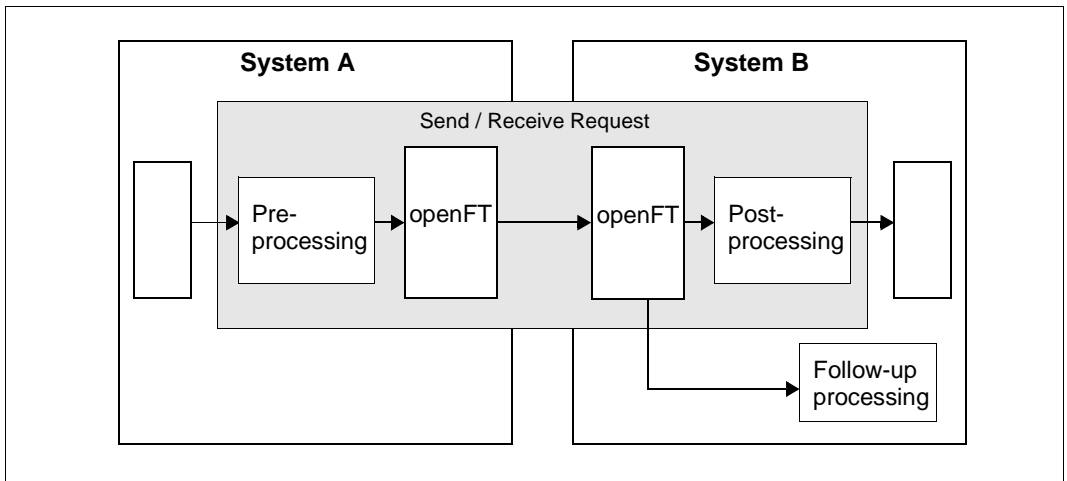 System A
System B
Send / Receive Request
Pre-
processing
openFT
openFT
Post-
processing
Follow-up
processing